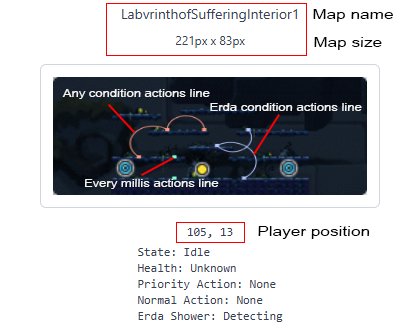 LabvrinthofSufferingInterior1 Map name
221px x 83px Map size
Any condition actions line
Erda condition actions line
Every millis actions line
105, 13 Player position
State: Idle
Health: Unknown
Priority Action: None
Normal Action: None
Erda Shower: Detecting